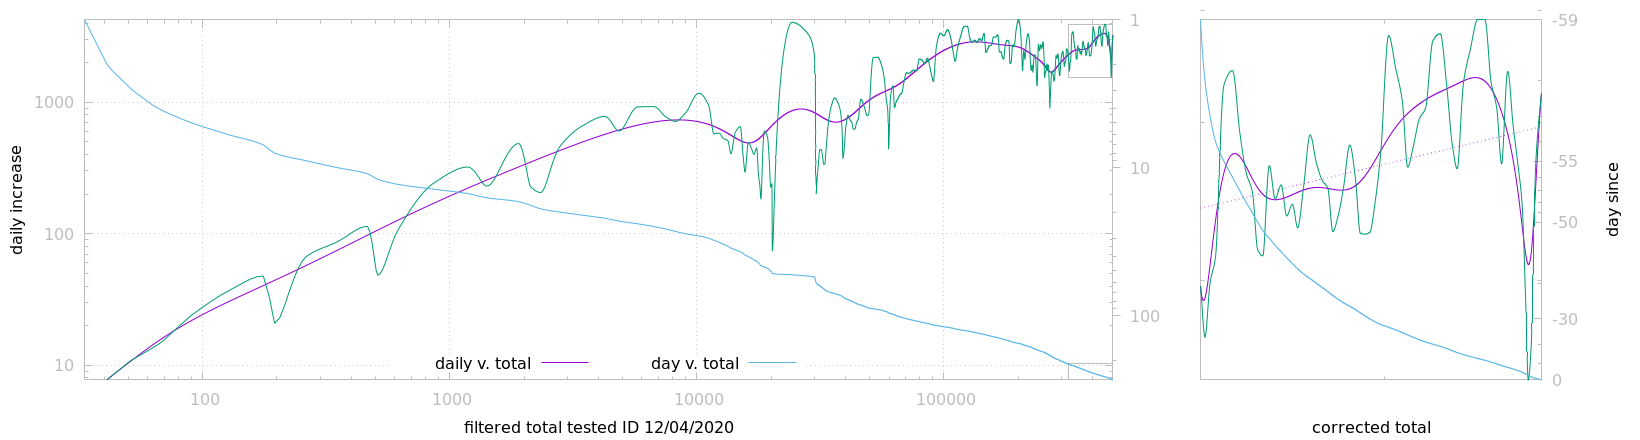 daily increase
1000
100
10
100
1000
10000
100000
daily v. total
day v. total
filtered total tested ID 12/04/2020
1
10
100
-59
-55
-50
-30
0
day since
corrected total